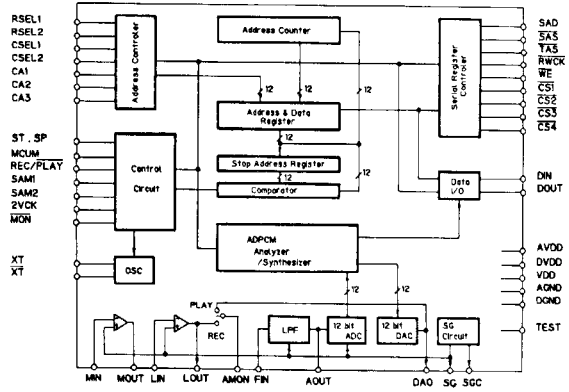 RSEL1
RSEL2
CSEL1
CSEL2
CA1
CA2
CA3
ST.SP
MCUM
REC/PLAY
SAM1
SAM2
2VCK
MON
XT
XT
Address Controler
Address Counter
12
12
12
Address & Data
Register
12
Stop Address Register
12
Comparator
Control
Circuit
OSC
ADPCM
Analyzer
/Synthesizer
12
12
Serial Register
Controler
Data
I/O
SAD
SAS
TAS
RWCK
WE
CS1
CS2
CS3
CS4
DIN
DOUT
AVDD
DVDD
VDD
AGND
DGND
TEST
PLAY
REC
LPF
12 bit
ADC
12 bit
DAC
SG
Circuit
MIN
MOUT
LIN
LOUT
AMON
FIN
AOUT
DAO
SG
SGC